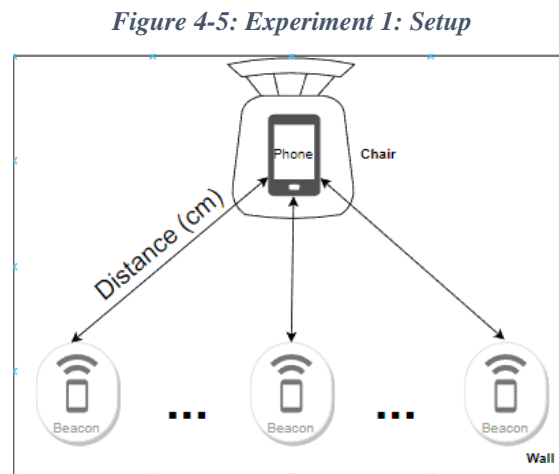 Figure 4-5: Experiment 1: Setup
Phone
Chair
Distance (cm)
...
...
Beacon
Beacon
Beacon
Wall